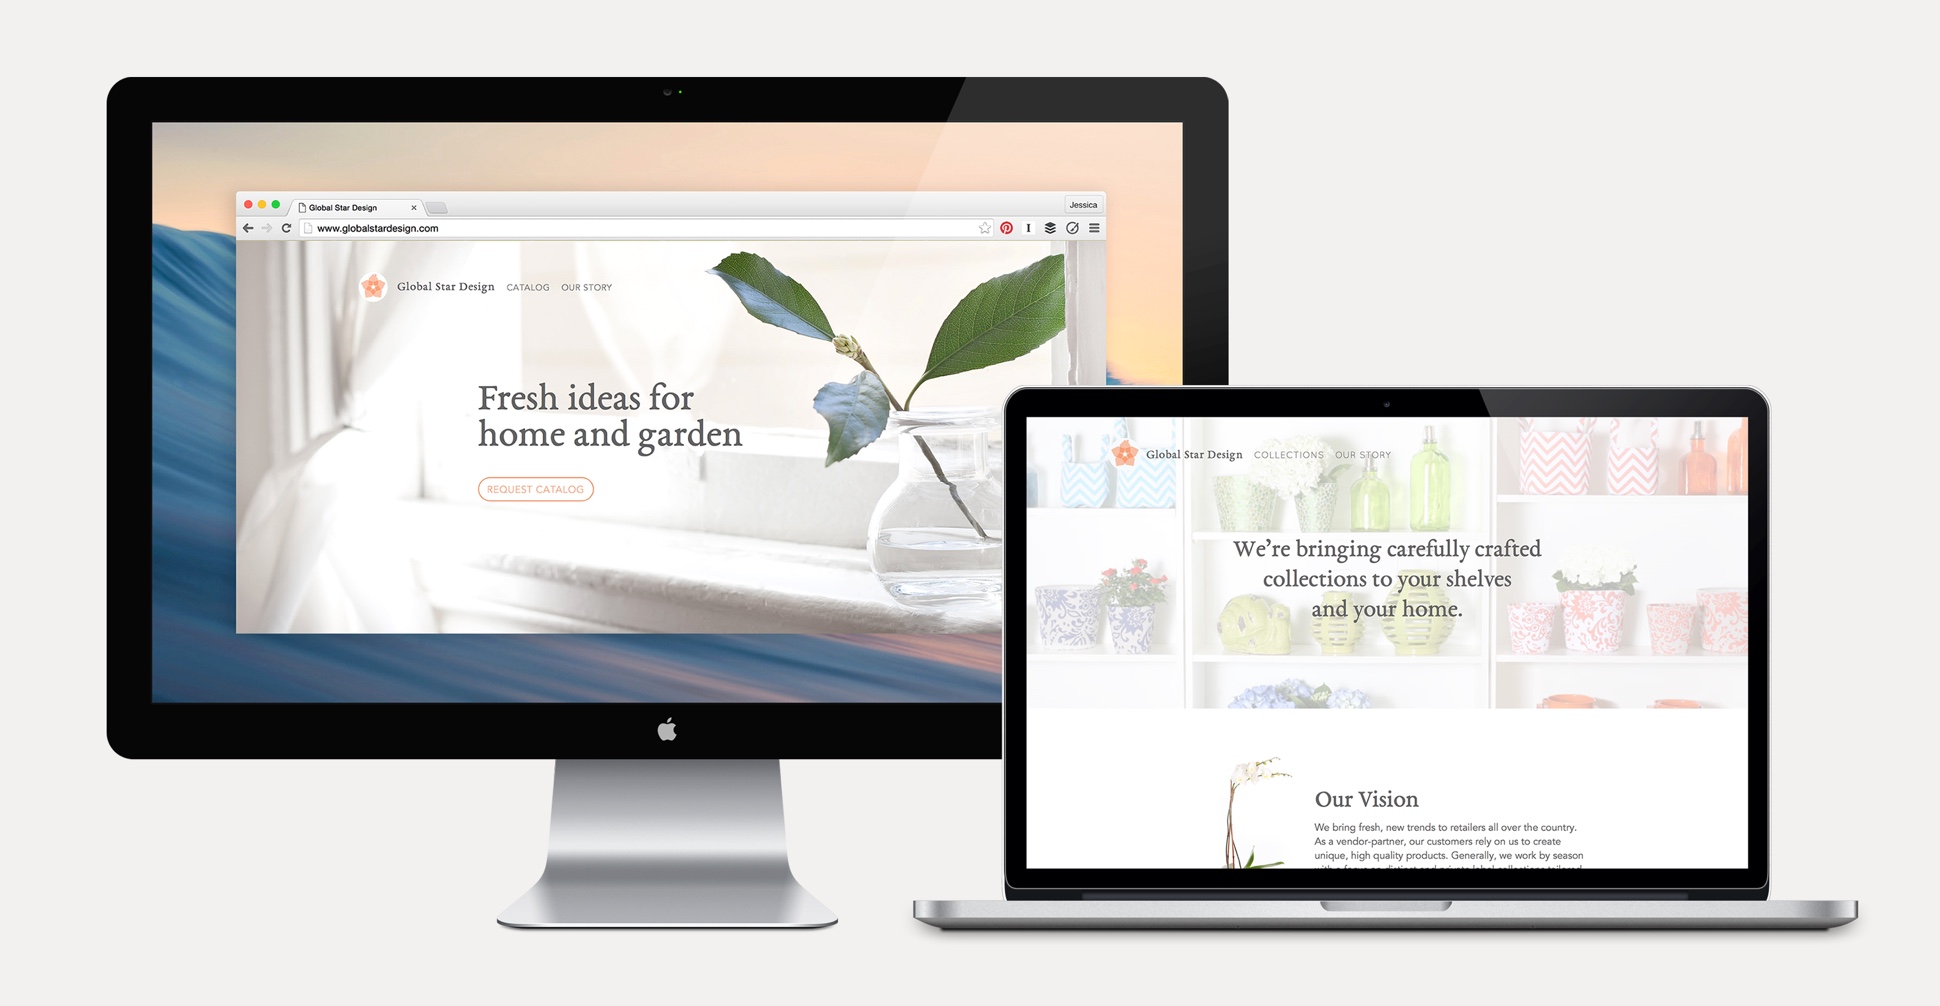 Global Star Design
Jessica
www.globalstardesign.com
Global Star Design CATALOG OUR STORY
Fresh ideas for
home and garden
REQUEST CATALOG
Global Star Design COLLECTIONS OUR STORY
We're bringing carefully crafted
collections to your shelves
and your home.
Our Vision
We bring fresh, new trends to retailers all over the country.
As a vendor-partner, our customers rely on us to create
unique, high quality products. Generally, we work by season